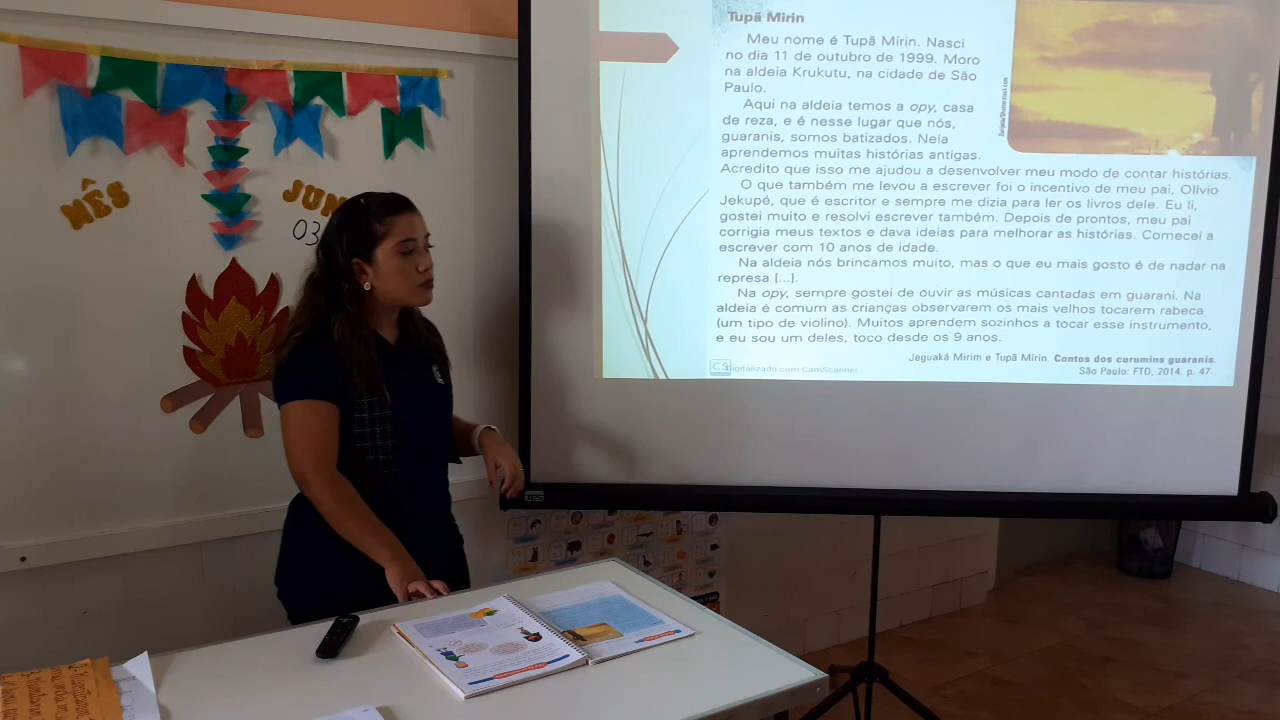 MÊS
JUN
03
Tupã Mirin
Meu nome é Tupã Mirin. Nasci
no dia 11 de outubro de 1999. Moro
na aldeia Krukutu, na cidade de São
Paulo.
Aqui na aldeia temos a opy, casa
de reza, e é nesse lugar que nós,
guaranis, somos batizados. Nela
aprendemos muitas histórias antigas.
Acredito que isso me ajudou a desenvolver meu modo de contar histórias.
O que também me levou a escrever foi o incentivo de meu pai, Olívio
Jekupé, que é escritor e sempre me dizia para ler os livros dele. Eu li,
gostei muito e resolvi escrever também. Depois de prontos, meu pai
corrigia meus textos e dava ideias para melhorar as histórias. Comecei a
escrever com 10 anos de idade.
Na aldeia nós brincamos muito, mas o que eu mais gosto é de nadar na
represa [...].
Na opy, sempre gostei de ouvir as músicas cantadas em guarani. Na
aldeia é comum as crianças observarem os mais velhos tocarem rabeca
(um tipo de violino). Muitos aprendem sozinhos a tocar esse instrumento,
e eu sou um deles, toco desde os 9 anos.
Jeguaká Mirim e Tupã Mirin. Contos dos curumins guaranis.
São Paulo: FTD, 2014. p. 47.
CS Digitalizado com CamScanner